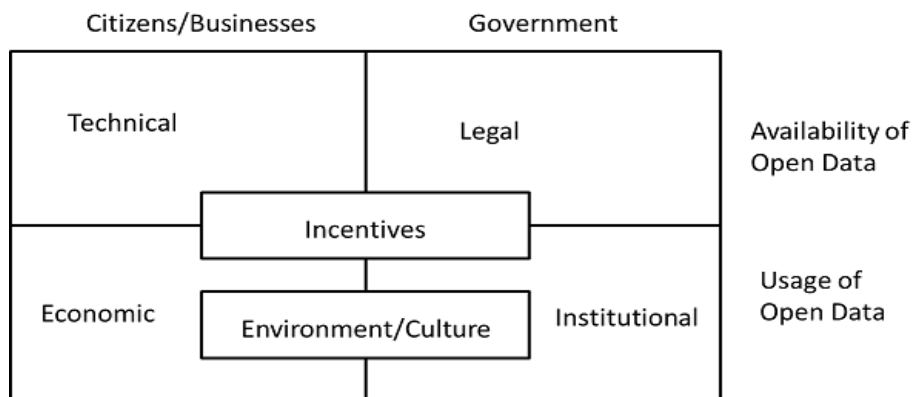 Citizens/Businesses
Government
Technical
Legal
Availability of
Open Data
Incentives
Economic
Environment/Culture
Institutional
Usage of
Open Data